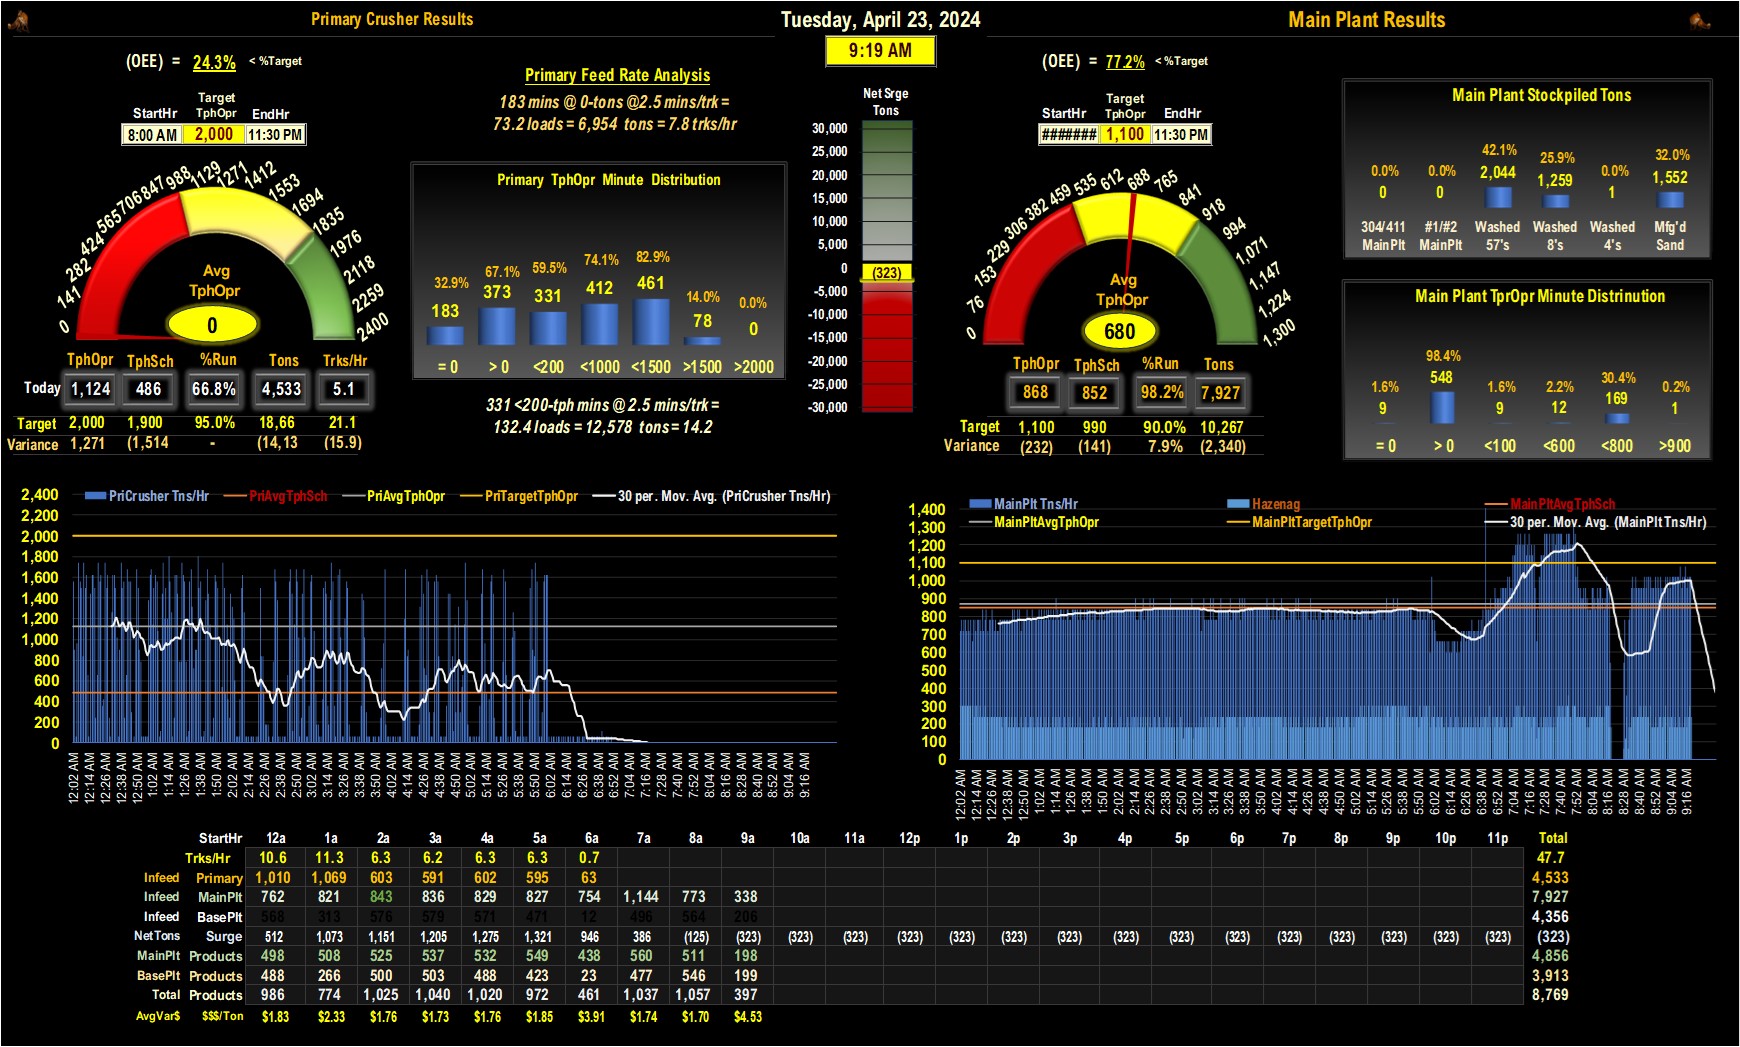 Primary Crusher Results
Tuesday, April 23, 2024
Main Plant Results
9:19 AM
(OEE) = 24.3% < %Target
Target
StartHr TphOpr EndHr
8:00 AM 2,000 11:30 PM
0 141 282 424 565 706 847 988 1129 1271 1412 1553 1694 1835 1976 2118 2259 2400
Avg
TphOpr
0
TphOpr TphSch %Run Tons Trks/Hr
Today 1,124 486 66.8% 4,533 5.1
Target 2,000 1,900 95.0% 18,66 21.1
Variance 1,271 (1,514 - (14,13 (15.9)
Primary Feed Rate Analysis
183 mins @ 0-tons @2.5 mins/trk =
73.2 loads = 6,954 tons = 7.8 trks/hr
Primary TphOpr Minute Distribution
32.9% 67.1% 59.5% 74.1% 82.9% 14.0% 0.0%
183 373 331 412 461 78 0
= 0 > 0 <200 <1000 <1500 >1500 >2000
331 <200-tph mins @ 2.5 mins/trk =
132.4 loads = 12,578 tons = 14.2
Net Srge
Tons
30,000
25,000
20,000
15,000
10,000
5,000
0 (323)
-5,000
-10,000
-15,000
-20,000
-25,000
-30,000
(OEE) = 77.2% < %Target
Target
StartHr TphOpr EndHr
####### 1,100 11:30 PM
0 76 153 229 306 382 459 535 612 688 765 841 918 994 1,071 1,147 1,224 1,300
Avg
TphOpr
680
TphOpr TphSch %Run Tons
868 852 98.2% 7,927
Target 1,100 990 90.0% 10,267
Variance (232) (141) 7.9% (2,340)
Main Plant Stockpiled Tons
0.0% 0.0% 42.1% 25.9% 0.0% 32.0%
0 0 2,044 1,259 1 1,552
304/411 #1/#2 Washed Washed Washed Mfg'd
MainPlt MainPlt 57's 8's 4's Sand
Main Plant TprOpr Minute Distrinution
1.6% 98.4% 1.6% 2.2% 30.4% 0.2%
9 548 9 12 169 1
= 0 > 0 <100 <600 <800 >900
PriCrusher Tns/Hr PriAvgTphSch PriAvgTphOpr PriTargetTphOpr 30 per. Mov. Avg. (PriCrusher Tns/Hr)
2,400
2,200
2,000
1,800
1,600
1,400
1,200
1,000
800
600
400
200
0
12:02 AM 12:14 AM 12:26 AM 12:38 AM 12:50 AM 1:02 AM 1:14 AM 1:26 AM 1:38 AM 1:50 AM 2:02 AM 2:14 AM 2:26 AM 2:38 AM 2:50 AM 3:02 AM 3:14 AM 3:26 AM 3:38 AM 3:50 AM 4:02 AM 4:14 AM 4:26 AM 4:38 AM 4:50 AM 5:02 AM 5:14 AM 5:26 AM 5:38 AM 5:50 AM 6:02 AM 6:14 AM 6:26 AM 6:38 AM 6:52 AM 7:04 AM 7:16 AM 7:28 AM 7:40 AM 7:52 AM 8:04 AM 8:16 AM 8:28 AM 8:40 AM 8:52 AM 9:04 AM 9:16 AM
MainPlt Tns/Hr Hazenag MainPltAvgTphSch
MainPltAvgTphOpr MainPltTargetTphOpr 30 per. Mov. Avg. (MainPlt Tns/Hr)
1,400
1,300
1,200
1,100
1,000
900
800
700
600
500
400
300
200
100
0
12:02 AM 12:14 AM 12:26 AM 12:38 AM 12:50 AM 1:02 AM 1:14 AM 1:26 AM 1:38 AM 1:50 AM 2:02 AM 2:14 AM 2:26 AM 2:38 AM 2:50 AM 3:02 AM 3:14 AM 3:26 AM 3:38 AM 3:50 AM 4:02 AM 4:14 AM 4:26 AM 4:38 AM 4:50 AM 5:02 AM 5:14 AM 5:26 AM 5:38 AM 5:50 AM 6:02 AM 6:14 AM 6:26 AM 6:38 AM 6:52 AM 7:04 AM 7:16 AM 7:28 AM 7:40 AM 7:52 AM 8:04 AM 8:16 AM 8:28 AM 8:40 AM 8:52 AM 9:04 AM 9:16 AM
StartHr 12a 1a 2a 3a 4a 5a 6a 7a 8a 9a 10a 11a 12p 1p 2p 3p 4p 5p 6p 7p 8p 9p 10p 11p Total
Trks/Hr 10.6 11.3 6.3 6.2 6.3 6.3 0.7 47.7
Infeed Primary 1,010 1,069 603 591 602 595 63 4,533
Infeed MainPlt 762 821 843 836 829 827 754 1,144 773 338 7,927
Infeed BasePlt 568 313 576 579 571 471 12 496 564 206 4,356
NetTons Surge 512 1,073 1,151 1,205 1,275 1,321 946 386 (125) (323) (323) (323) (323) (323) (323) (323) (323) (323) (323) (323) (323) (323) (323) (323) (323)
MainPlt Products 498 508 525 537 532 549 438 560 511 198 4,856
BasePlt Products 488 266 500 503 488 423 23 477 546 199 3,913
Total Products 986 774 1,025 1,040 1,020 972 461 1,037 1,057 397 8,769
AvgVar$ $$$/Ton $1.83 $2.33 $1.76 $1.73 $1.76 $1.85 $3.91 $1.74 $1.70 $4.53